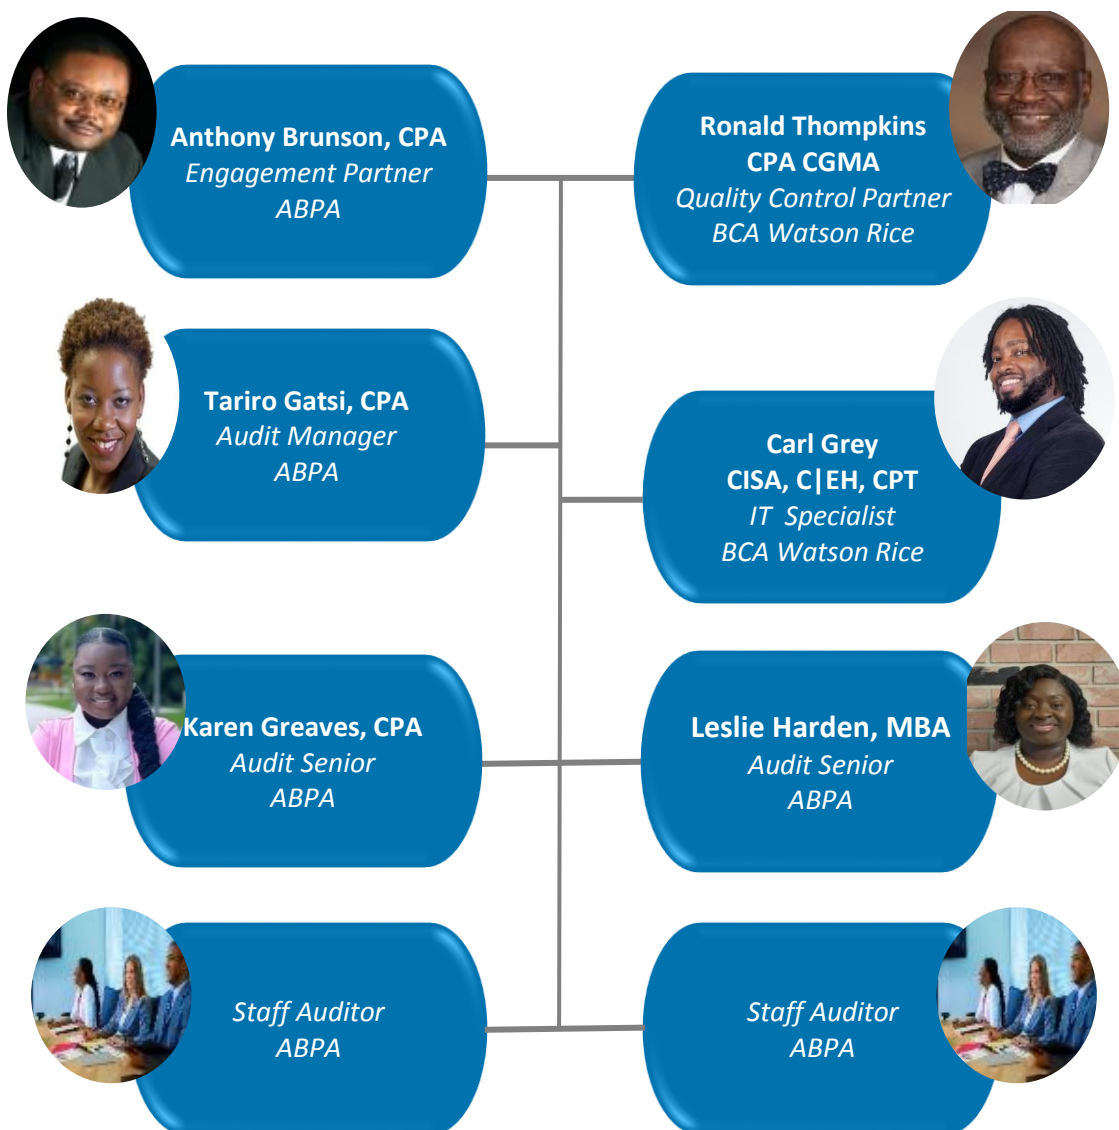 Anthony Brunson, CPA
Engagement Partner
ABPA
Ronald Thompkins
CPA CGMA
Quality Control Partner
BCA Watson Rice
Tariro Gatsi, CPA
Audit Manager
ABPA
Carl Grey
CISA, C|EH, CPT
IT Specialist
BCA Watson Rice
Karen Greaves, CPA
Audit Senior
ABPA
Leslie Harden, MBA
Audit Senior
ABPA
Staff Auditor
ABPA
Staff Auditor
ABPA